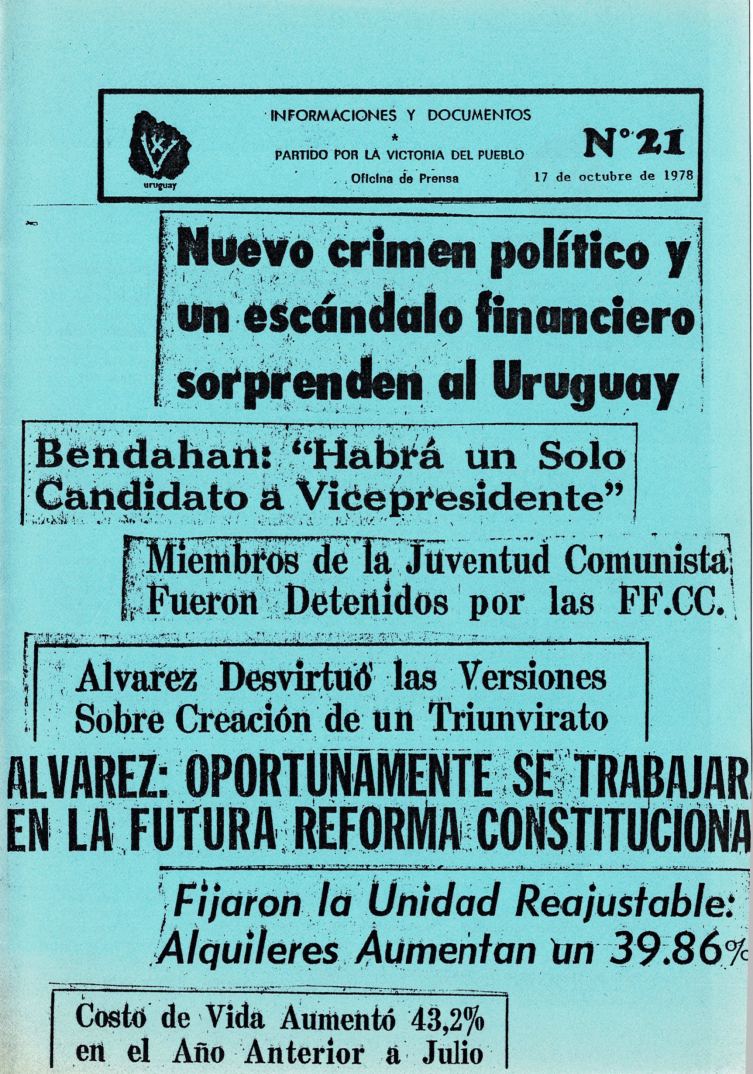 INFORMACIONES Y DOCUMENTOS
*
PARTIDO POR LA VICTORIA DEL PUEBLO
Oficina de Prensa
uruguay
Nº 21
17 de octubre de 1978
Nuevo crimen político y
un escándalo financiero
sorprenden al Uruguay
Bendahan: “Habrá un Solo
Candidato a Vicepresidente”
Miembros de la Juventud Comunista
Fueron Detenidos por las FF.CC.
Alvarez Desvirtuó las Versiones
Sobre Creación de un Triunvirato
ALVAREZ: OPORTUNAMENTE SE TRABAJAR
EN LA FUTURA REFORMA CONSTITUCIONA
Fijaron la Unidad Reajustable:
Alquileres Aumentan un 39.86%
Costo de Vida Aumentó 43,2%
en el Año Anterior a Julio